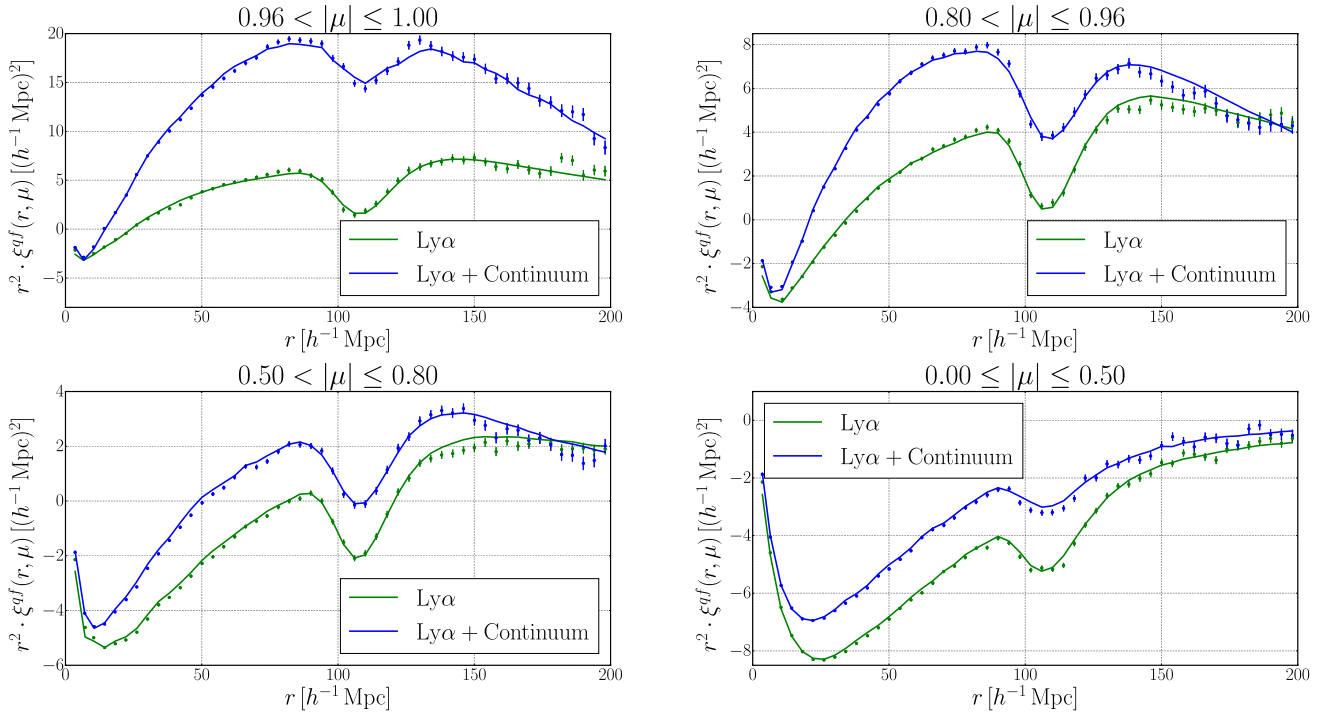 0.96 < |μ| ≤ 1.00
20
15
10
5
0
−5
r² · ξ^{qf}(r, μ) [(h⁻¹ Mpc)²]
Lyα
Lyα + Continuum
0 50 100 150 200
r [h⁻¹ Mpc]
0.80 < |μ| ≤ 0.96
8
6
4
2
0
−2
−4
r² · ξ^{qf}(r, μ) [(h⁻¹ Mpc)²]
Lyα
Lyα + Continuum
0 50 100 150 200
r [h⁻¹ Mpc]
0.50 < |μ| ≤ 0.80
4
2
0
−2
−4
−6
r² · ξ^{qf}(r, μ) [(h⁻¹ Mpc)²]
Lyα
Lyα + Continuum
0 50 100 150 200
r [h⁻¹ Mpc]
0.00 ≤ |μ| ≤ 0.50
0
−2
−4
−6
−8
r² · ξ^{qf}(r, μ) [(h⁻¹ Mpc)²]
Lyα
Lyα + Continuum
0 50 100 150 200
r [h⁻¹ Mpc]